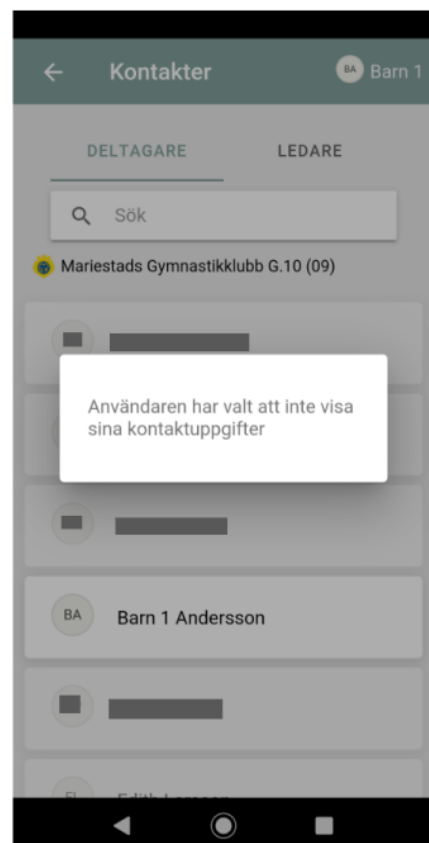 Kontakter
BA
Barn 1
DELTAGARE
LEDARE
Sök
Mariestads Gymnastikklubb G.10 (09)
Användaren har valt att inte visa
sina kontaktuppgifter
BA
Barn 1 Andersson